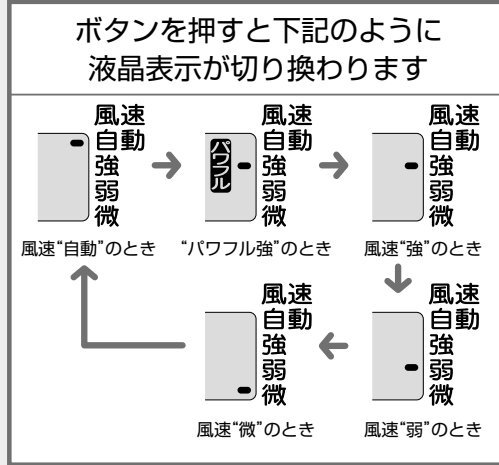 ボタンを押すと下記のように
液晶表示が切り換わります
風速
自動
強
弱
微
風速“自動”のとき
パワフル
風速
自動
強
弱
微
“パワフル強”のとき
風速
自動
強
弱
微
風速“強”のとき
風速
自動
強
弱
微
風速“弱”のとき
風速
自動
強
弱
微
風速“微”のとき